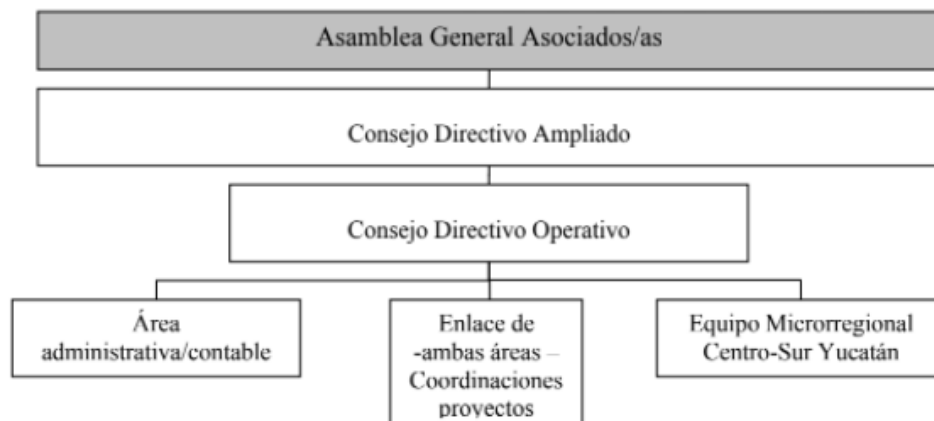 Asamblea General Asociados/as
Consejo Directivo Ampliado
Consejo Directivo Operativo
Área
administrativa/contable
Enlace de
-ambas áreas –
Coordinaciones
proyectos
Equipo Microrregional
Centro-Sur Yucatán